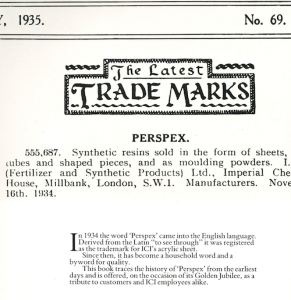 Y, 1935. No. 69.
The Latest
TRADE MARKS
PERSPEX.
555,687. Synthetic resins sold in the form of sheets,
tubes and shaped pieces, and as moulding powders. I.
(Fertilizer and Synthetic Products) Ltd., Imperial Che
House, Millbank, London, S.W.1. Manufacturers. Nove
16th. 1934.
In 1934 the word 'Perspex' came into the English language.
Derived from the Latin "to see through" it was registered
as the trademark for ICI's acrylic sheet.
Since then, it has become a household word and a
byword for quality.
This book traces the history of 'Perspex' from the earliest
days and is offered, on the occasion of its Golden Jubilee, as a
tribute to customers and ICI employees alike.